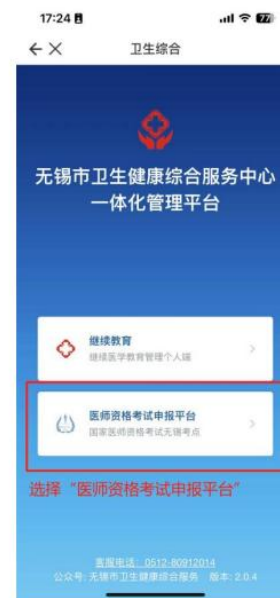 17:24
77
卫生综合
无锡市卫生健康综合服务中心
一体化管理平台
继续教育
继续医学教育管理个人端
医师资格考试申报平台
国家医师资格考试无锡考点
选择“医师资格考试申报平台”
客服电话：0512-80912014
公众号: 无锡市卫生健康综合服务 版本: 2.0.4